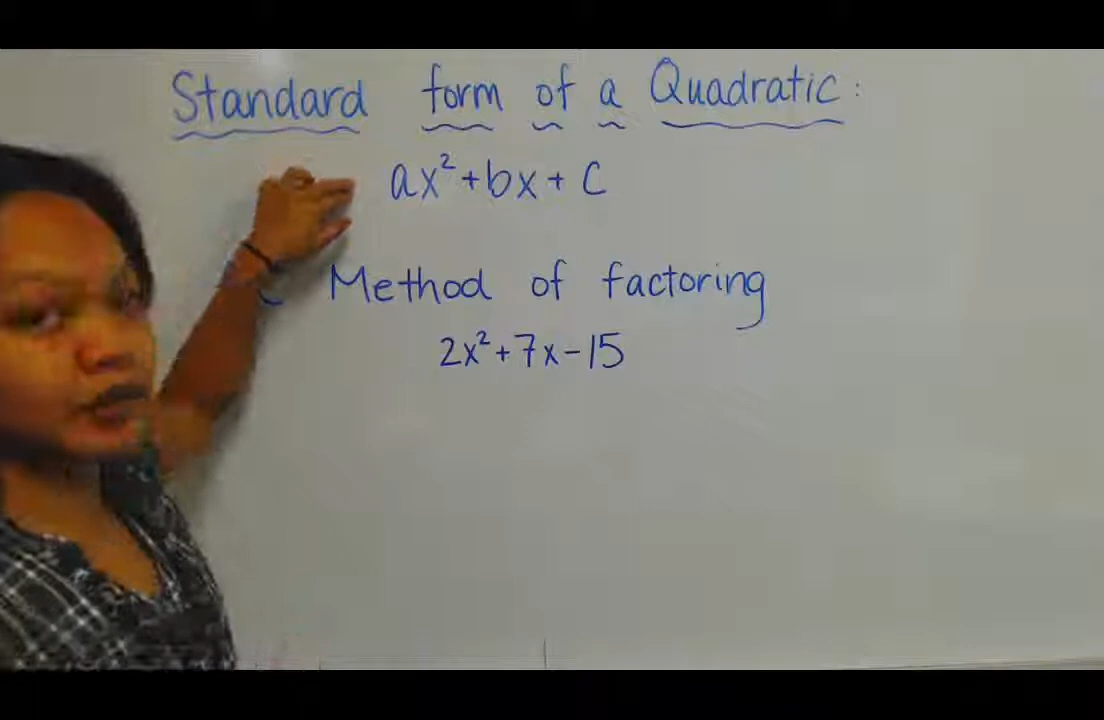 Standard form of a Quadratic:
ax²+bx+c
Method of factoring
2x²+7x-15